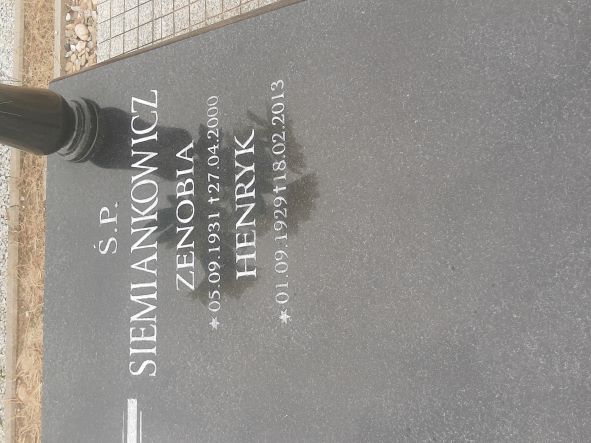 Ś.P.
SIEMIANKOWICZ
ZENOBIA
*05.09.1931 †27.04.2000
HENRYK
*01.09.1929 †18.02.2013